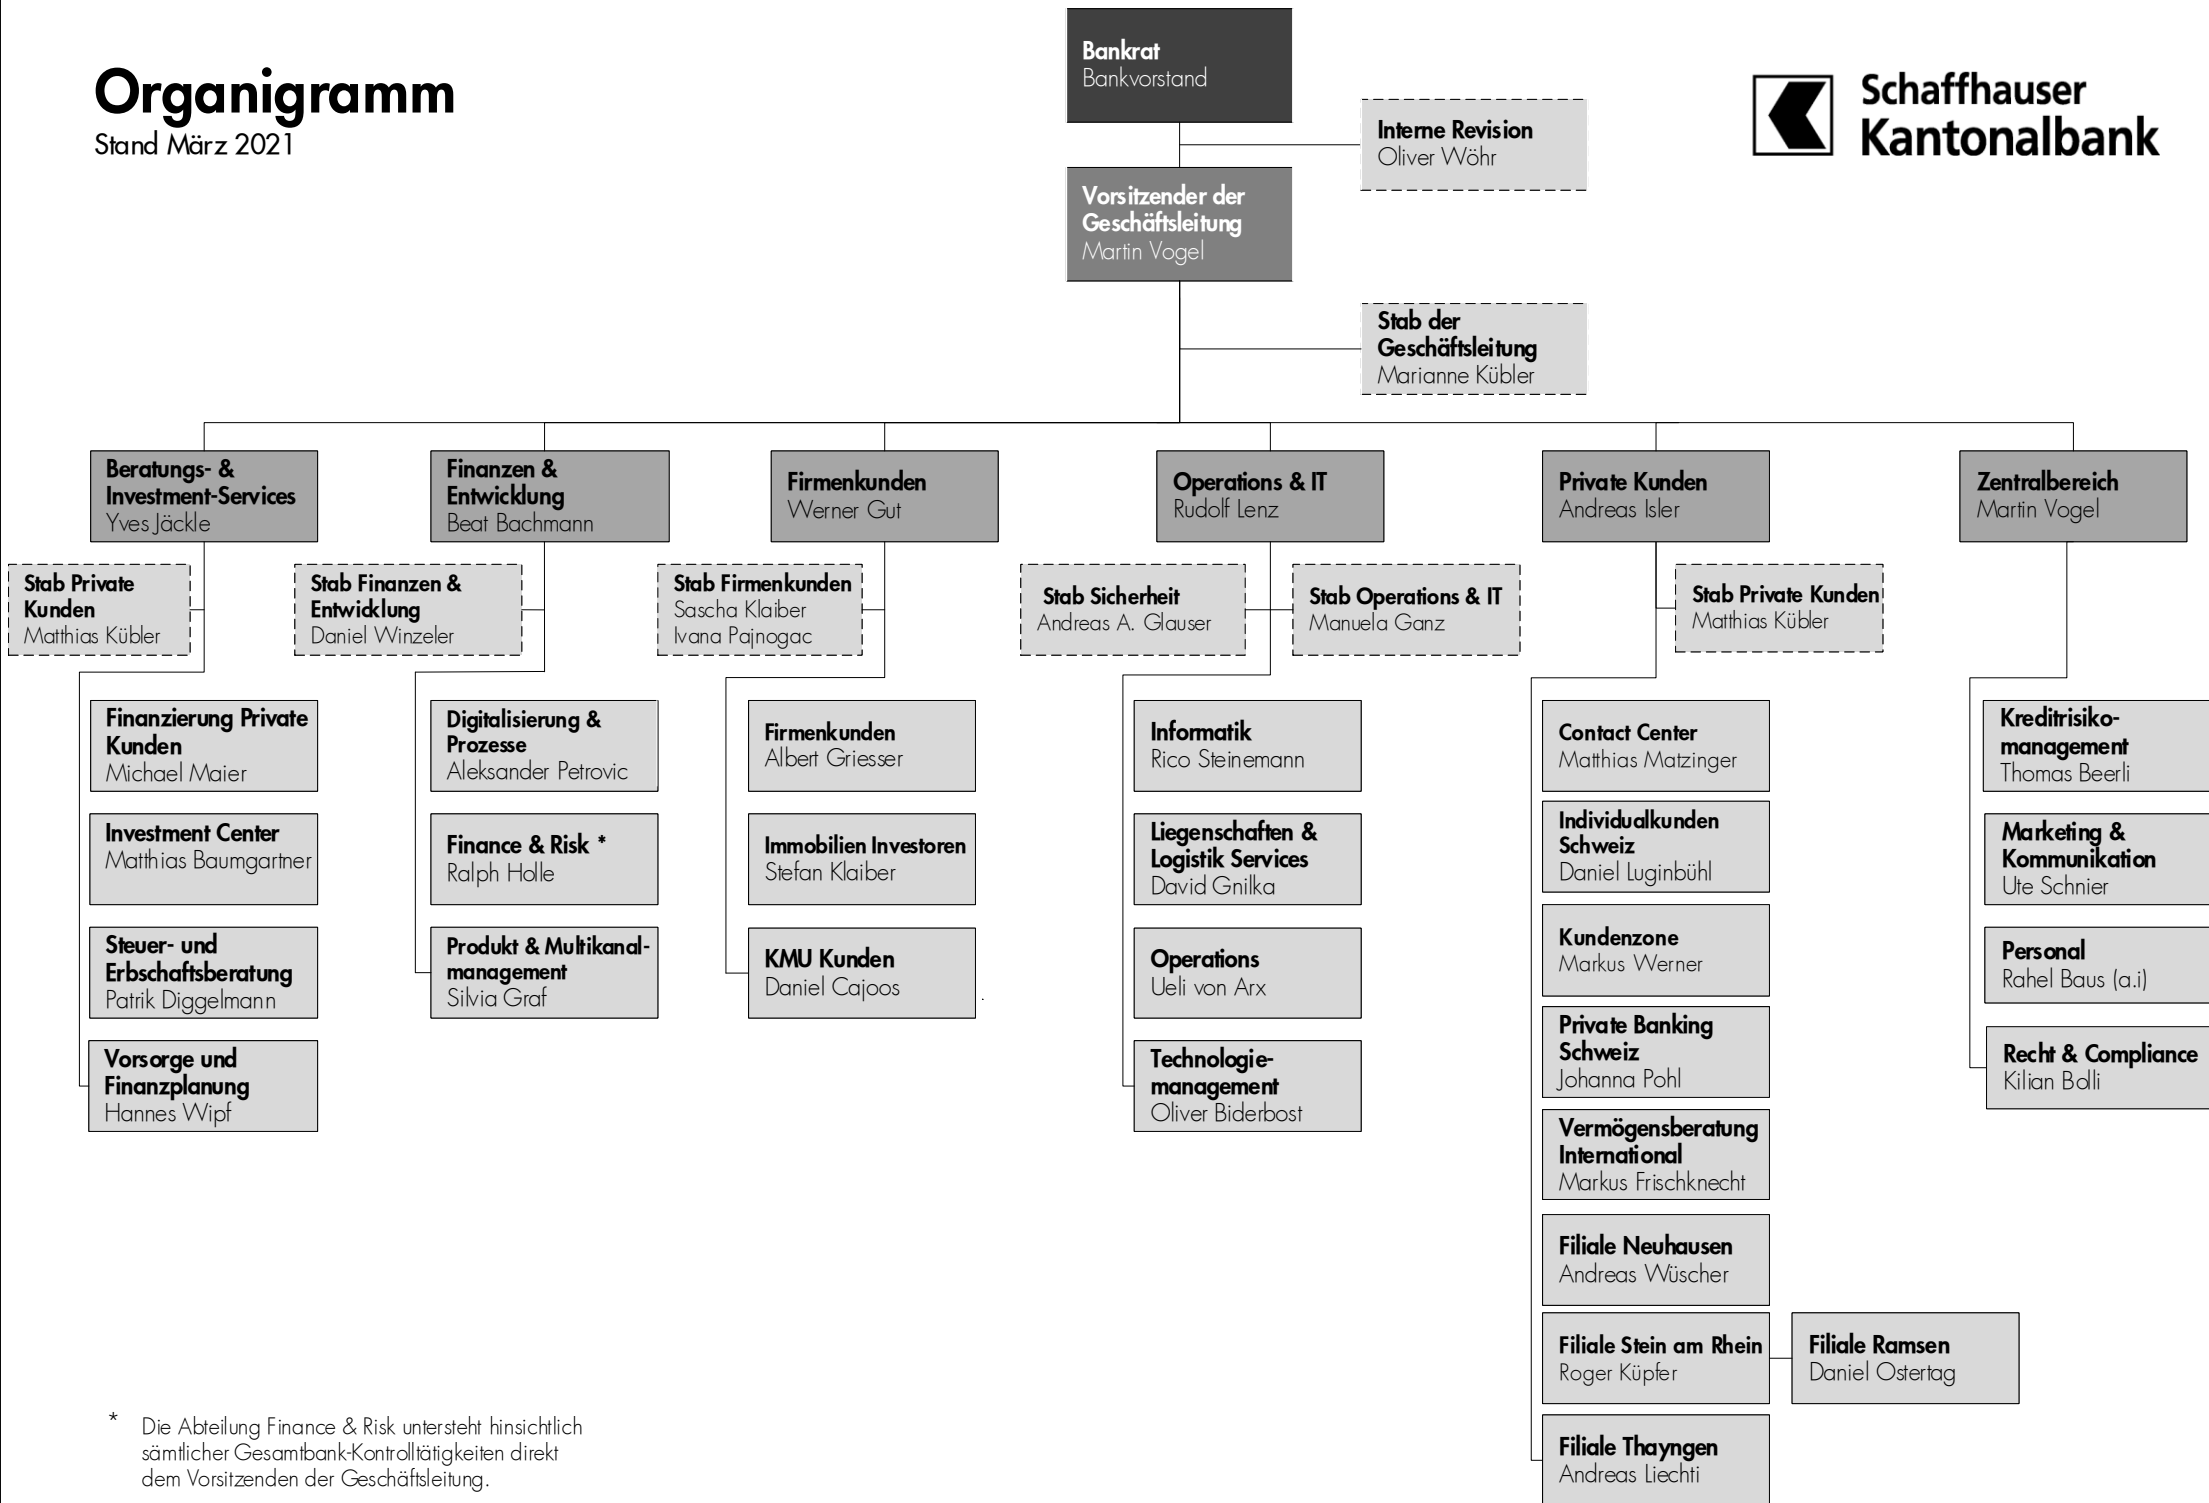 Organigramm
Stand März 2021
Bankrat
Bankvorstand
Schaffhauser
Kantonalbank
Interne Revision
Oliver Wöhr
Vorsitzender der
Geschäftsleitung
Martin Vogel
Stab der
Geschäftsleitung
Marianne Kübler
Beratungs- &
Investment-Services
Yves Jäckle
Finanzen &
Entwicklung
Beat Bachmann
Firmenkunden
Werner Gut
Operations & IT
Rudolf Lenz
Private Kunden
Andreas Isler
Zentralbereich
Martin Vogel
Stab Private
Kunden
Matthias Kübler
Stab Finanzen &
Entwicklung
Daniel Winzeler
Stab Firmenkunden
Sascha Klaiber
Ivana Pajnogac
Stab Sicherheit
Andreas A. Glauser
Stab Operations & IT
Manuela Ganz
Stab Private Kunden
Matthias Kübler
Finanzierung Private
Kunden
Michael Maier
Investment Center
Matthias Baumgartner
Steuer- und
Erbschaftsberatung
Patrik Diggelmann
Vorsorge und
Finanzplanung
Hannes Wipf
Digitalisierung &
Prozesse
Aleksander Petrovic
Finance & Risk *
Ralph Holle
Produkt & Multikanal-
management
Silvia Graf
Firmenkunden
Albert Griesser
Immobilien Investoren
Stefan Klaiber
KMU Kunden
Daniel Cajoos
Informatik
Rico Steinemann
Liegenschaften &
Logistik Services
David Gnilka
Operations
Ueli von Arx
Technologie-
management
Oliver Biderbost
Contact Center
Matthias Matzinger
Individualkunden
Schweiz
Daniel Luginbühl
Kundenzone
Markus Werner
Private Banking
Schweiz
Johanna Pohl
Vermögensberatung
International
Markus Frischknecht
Filiale Neuhausen
Andreas Wüscher
Filiale Stein am Rhein
Roger Küpfer
Filiale Ramsen
Daniel Ostertag
Filiale Thayngen
Andreas Liechti
Kreditrisiko-
management
Thomas Beerli
Marketing &
Kommunikation
Ute Schnier
Personal
Rahel Baus (a.i)
Recht & Compliance
Kilian Bolli
* Die Abteilung Finance & Risk untersteht hinsichtlich
sämtlicher Gesamtbank-Kontrolltätigkeiten direkt
dem Vorsitzenden der Geschäftsleitung.